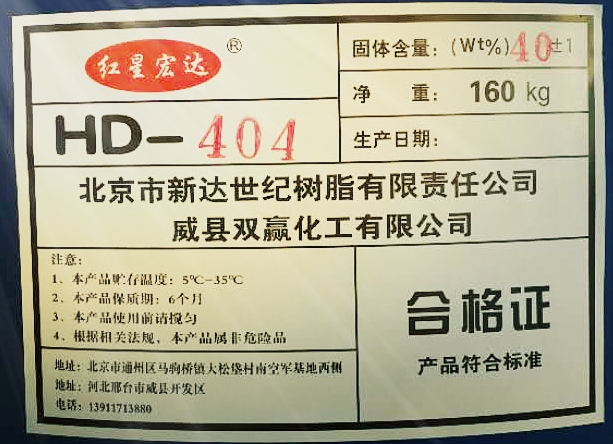 红星宏达®
HD-404
固体含量：(Wt%)40±1
净 重：160 kg
生产日期：
北京市新达世纪树脂有限责任公司
威县双赢化工有限公司
注意：
1、本产品贮存温度：5℃-35℃
2、本产品保质期：6个月
3、本产品使用前请搅匀
4、根据相关法规、本产品属非危险品
地址：北京市通州区马驹桥镇大松垡村南空军基地西侧
地址：河北邢台市威县开发区
电话：13911713880
合格证
产品符合标准